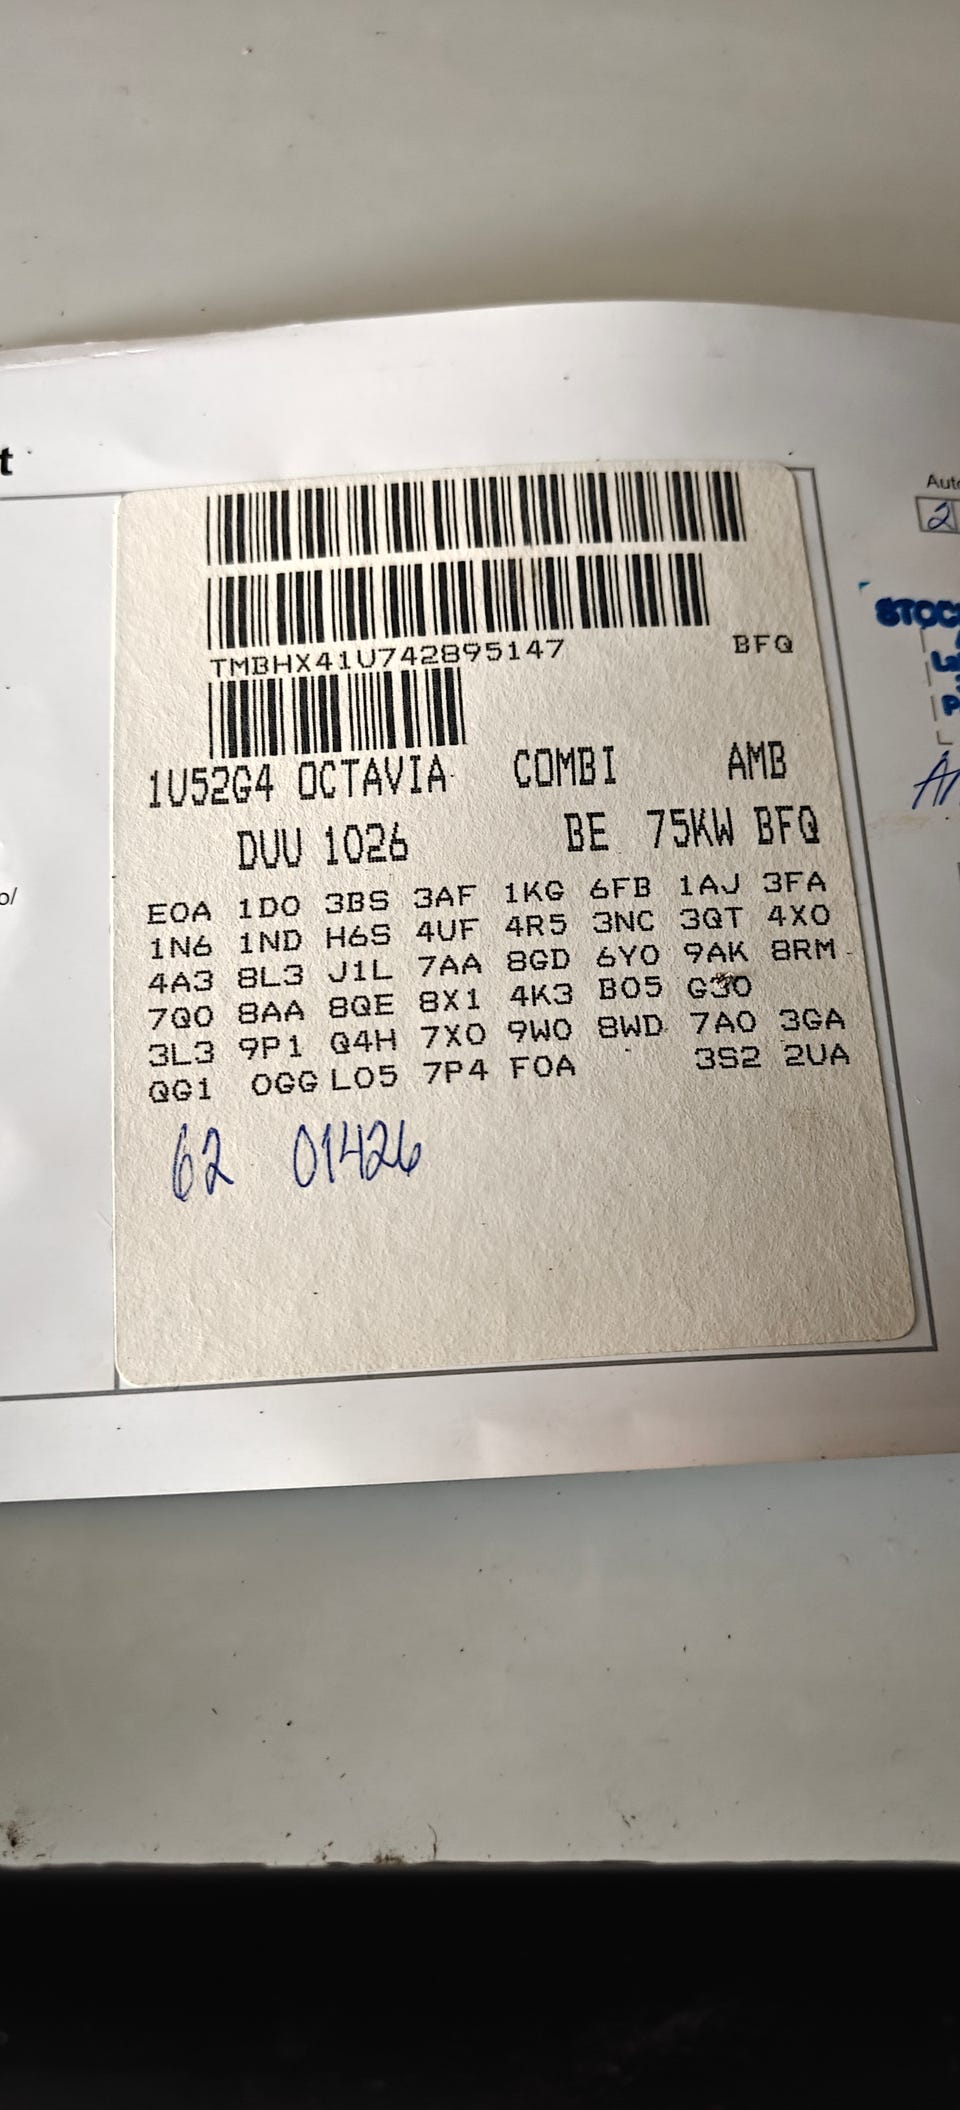 t
Auto
2
STOC
TMBHX41U742895147 BFQ
1U52G4 OCTAVIA COMBI AMB
DUU 1026 BE 75KW BFQ
o/
E0A 1D0 3BS 3AF 1KG 6FB 1AJ 3FA
1N6 1ND H6S 4UF 4R5 3NC 3QT 4X0
4A3 8L3 J1L 7AA 8GD 6Y0 9AK 8RM
7Q0 8AA 8QE 8X1 4K3 B05 G30
3L3 9P1 Q4H 7X0 9W0 8WD 7A0 3GA
QG1 0GG L05 7P4 F0A 3S2 2UA
62 01426